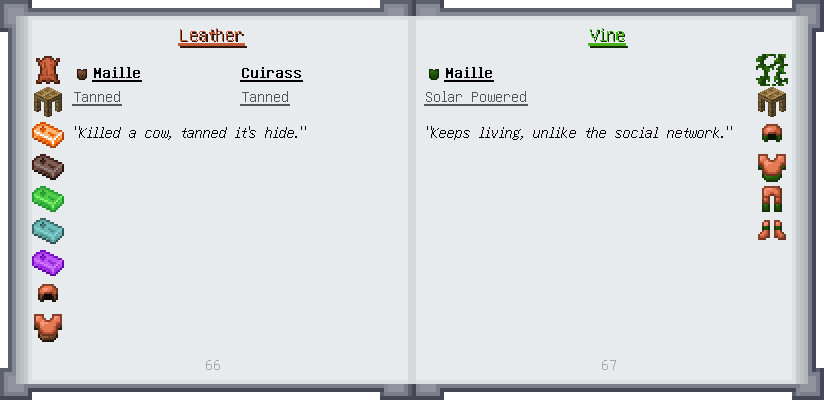 Leather
Maille Cuirass
Tanned Tanned
"Killed a cow, tanned it's hide."
66
Vine
Maille
Solar Powered
"Keeps living, unlike the social network."
67